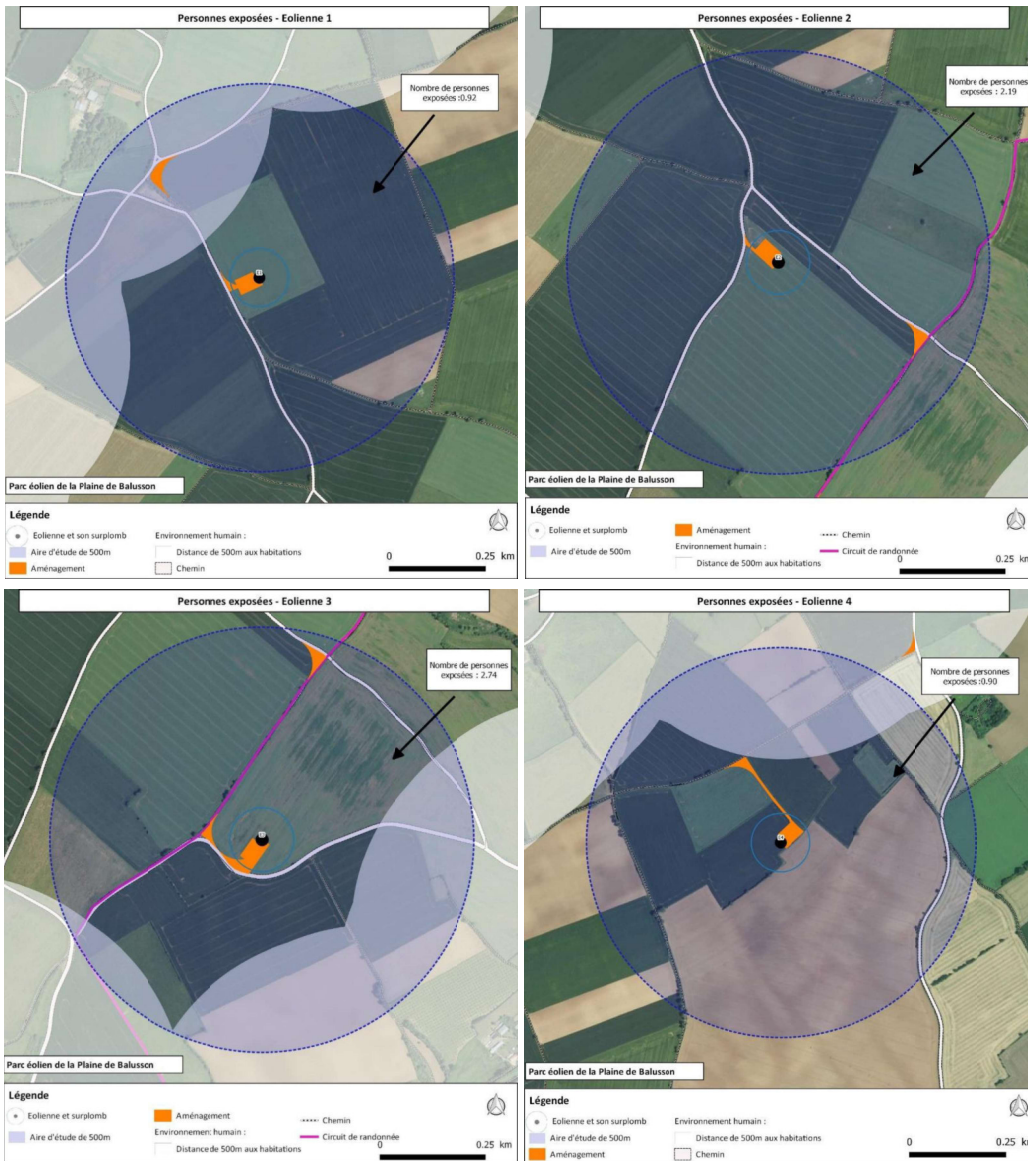 Personnes exposées - Eolienne 1
Nombre de personnes
exposées :0.92
E1
Parc éolien de la Plaine de Balusson
Légende
Eolienne et son surplomb
Aire d'étude de 500m
Aménagement
Environnement humain :
Distance de 500m aux habitations
Chemin
0 0.25 km
Personnes exposées - Eolienne 2
Nombre de personnes
exposées : 2.19
E2
Parc éolien de la Plaine de Balusson
Légende
Eolienne et son surplomb
Aire d'étude de 500m
Aménagement
Environnement humain :
Distance de 500m aux habitations
Chemin
Circuit de randonnée
0 0.25 km
Personnes exposées - Eolienne 3
Nombre de personnes
exposées : 2.74
E3
Parc éolien de la Plaine de Balusson
Légende
Eolienne et surplomb
Aire d'étude de 500m
Aménagement
Environnement humain :
Distance de 500m aux habitations
Chemin
Circuit de randonnée
0 0.25 km
Personnes exposées - Eolienne 4
Nombre de personnes
exposées :0.90
E4
Parc éolien de la Plaine de Balusson
Légende
Eolienne et surplomb
Aire d'étude de 500m
Aménagement
Environnement humain :
Distance de 500m aux habitations
Chemin
0 0.25 km